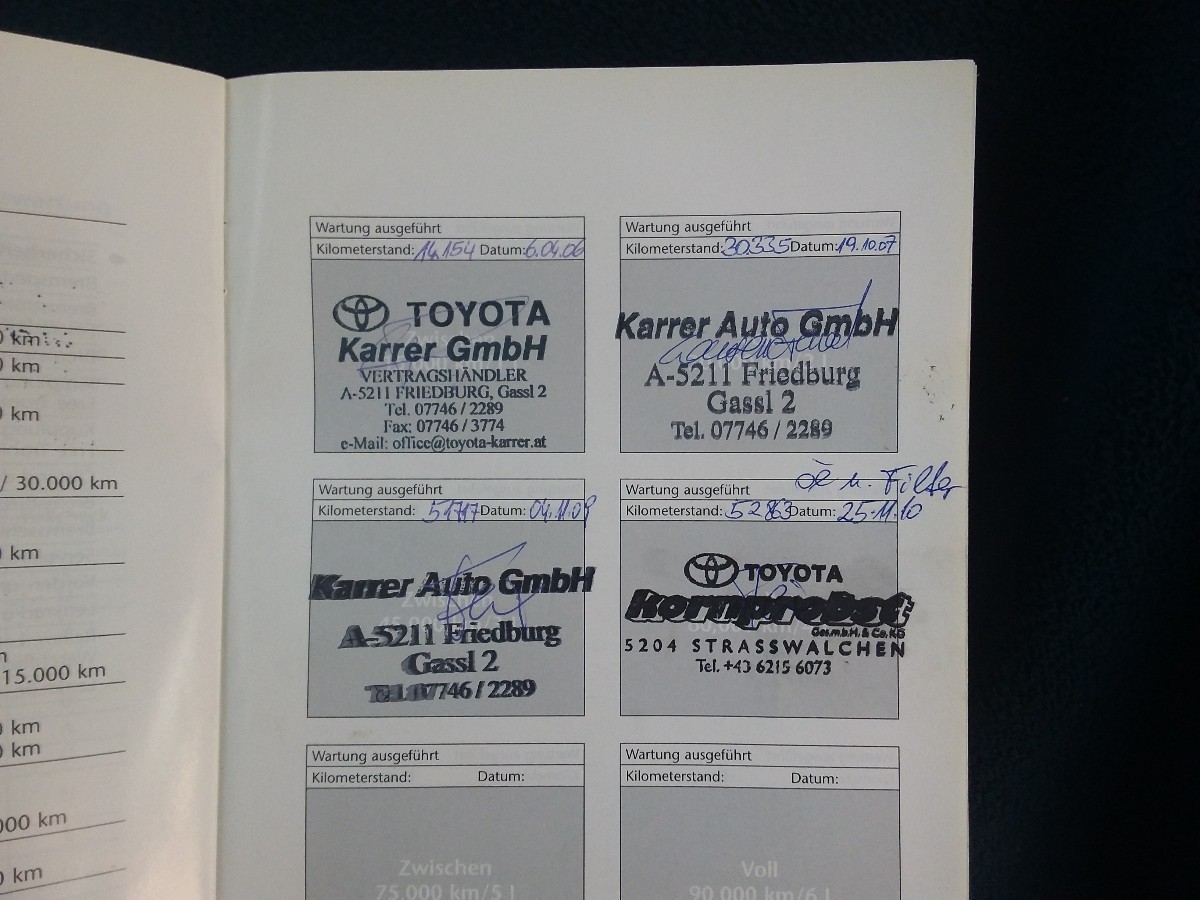 km
km
km
/ 30.000 km
km
15.000 km
km
km
000 km
km
Wartung ausgeführt
Kilometerstand: 14.154 Datum: 6.04.06
TOYOTA
Karrer GmbH
VERTRAGSHÄNDLER
A-5211 FRIEDBURG, Gassl 2
Tel. 07746 / 2289
Fax: 07746 / 3774
e-Mail: office@toyota-karrer.at
Wartung ausgeführt
Kilometerstand: 30.335 Datum: 19.10.07
Karrer Auto GmbH
A-5211 Friedburg
Gassl 2
Tel. 07746 / 2289
Wartung ausgeführt
Kilometerstand: 51717 Datum: 04.11.09
Karrer Auto GmbH
Zwischen
A-5211 Friedburg
Gassl 2
Tel. 07746 / 2289
Öl u. Filter
Wartung ausgeführt
Kilometerstand: 52863 Datum: 25.11.10
TOYOTA
Kornprobst
Ges.m.b.H. & Co. KG
5204 STRASSWALCHEN
Tel. +43 6215 6073
Wartung ausgeführt
Kilometerstand: Datum:
Zwischen
75.000 km/5 J
Wartung ausgeführt
Kilometerstand: Datum:
Voll
90.000 km/6 J